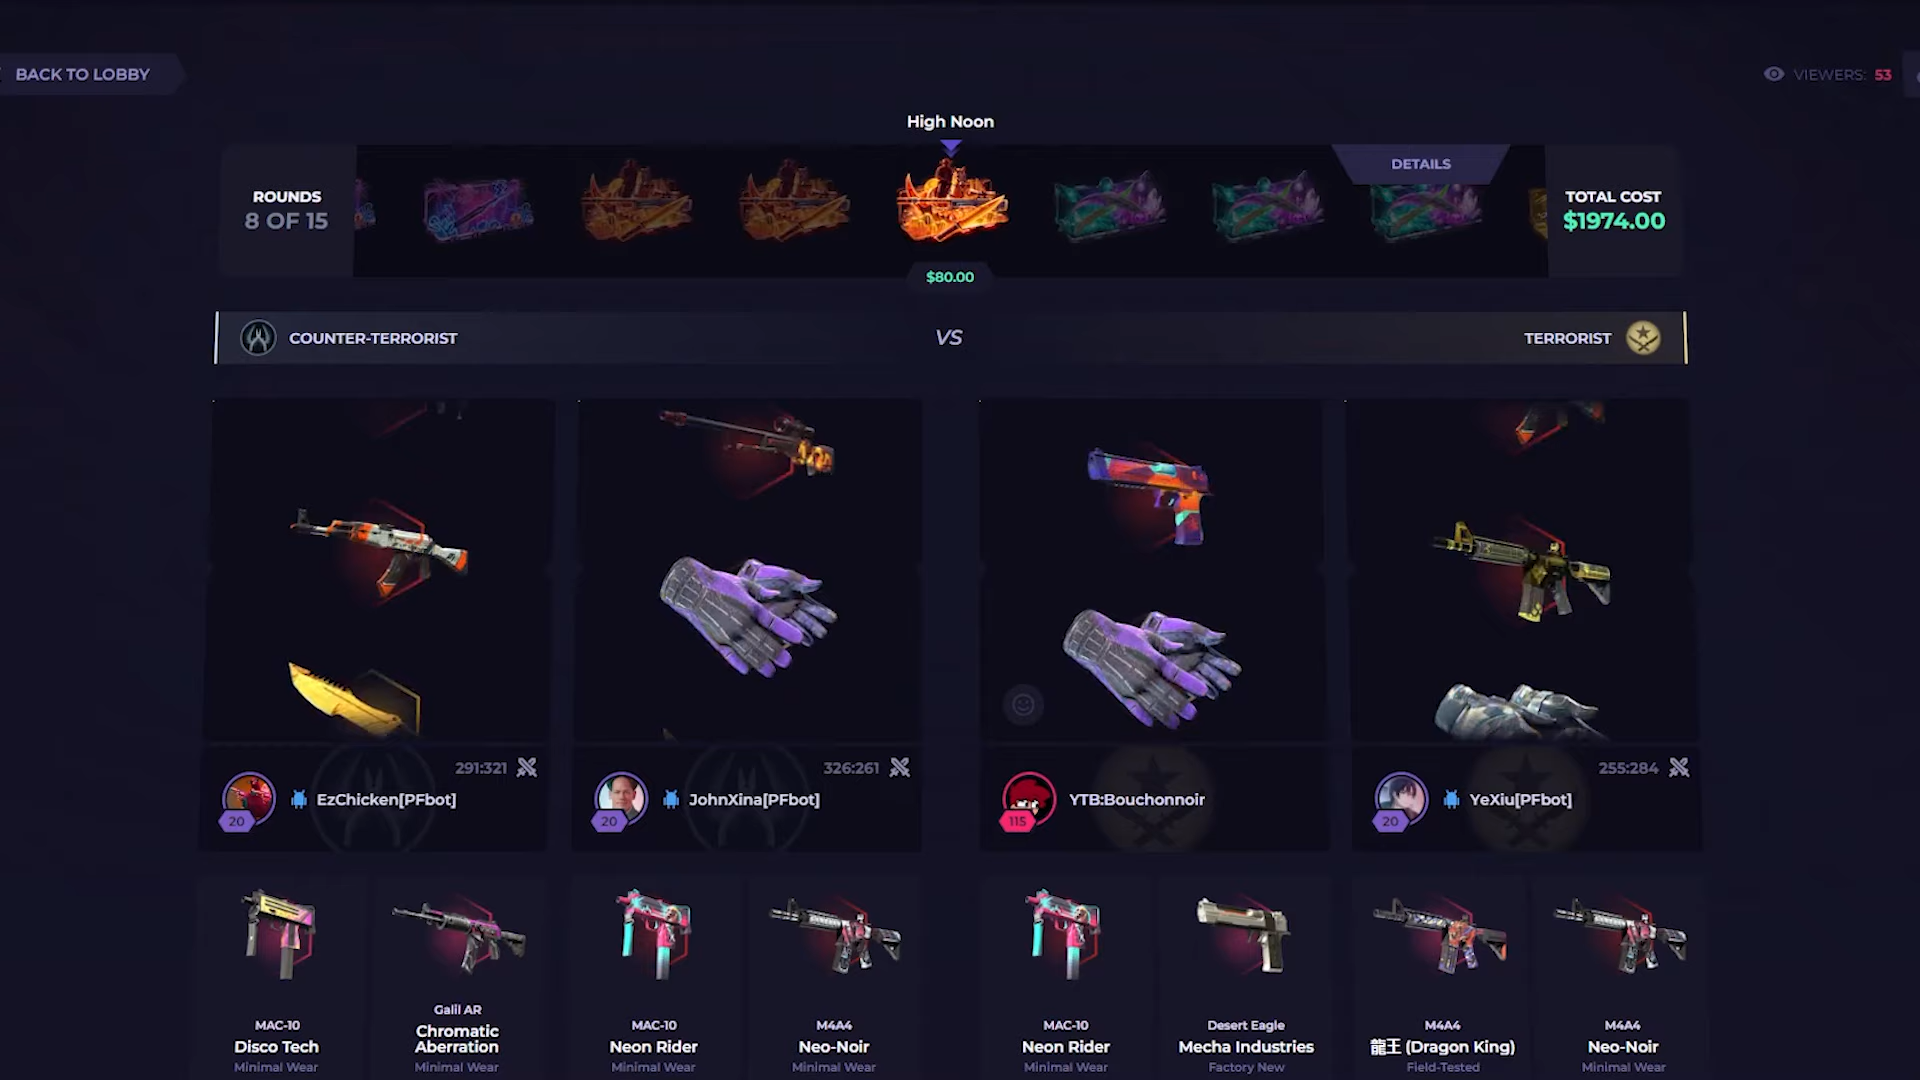 BACK TO LOBBY
VIEWERS: 53
High Noon
DETAILS
ROUNDS
8 OF 15
TOTAL COST
$1974.00
$80.00
COUNTER-TERRORIST
VS
TERRORIST
291:321
20
EzChicken[PFbot]
326:261
20
JohnXina[PFbot]
115
YTB:Bouchonnoir
255:284
20
YeXiu[PFbot]
MAC-10
Disco Tech
Minimal Wear
Galil AR
Chromatic
Aberration
Minimal Wear
MAC-10
Neon Rider
Minimal Wear
M4A4
Neo-Noir
Minimal Wear
MAC-10
Neon Rider
Minimal Wear
Desert Eagle
Mecha Industries
Factory New
M4A4
龍王 (Dragon King)
Field-Tested
M4A4
Neo-Noir
Minimal Wear